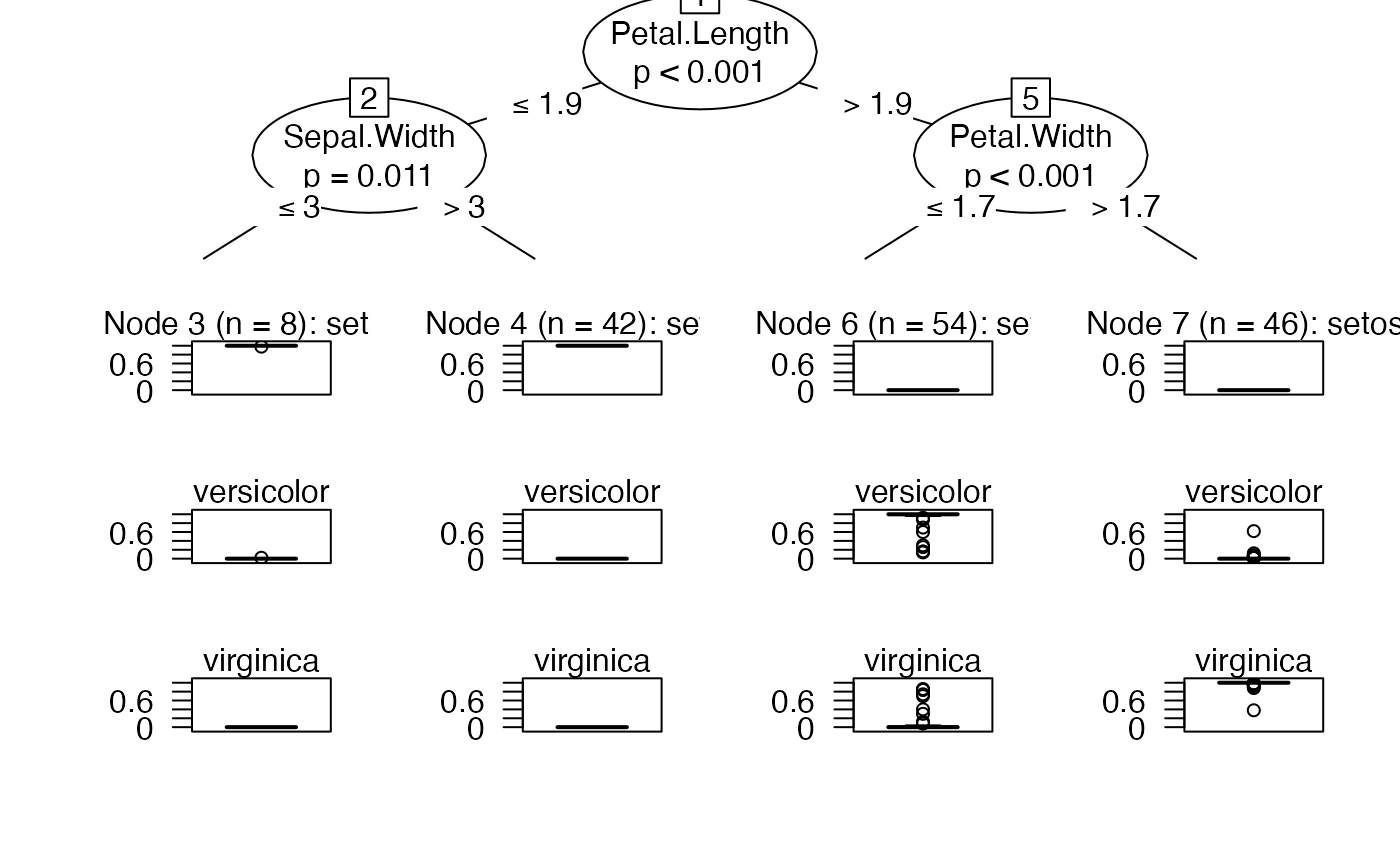 1
Petal.Length
p < 0.001
≤ 1.9 > 1.9
2 5
Sepal.Width Petal.Width
p = 0.011 p < 0.001
≤ 3 > 3 ≤ 1.7 > 1.7
Node 3 (n = 8): set Node 4 (n = 42): se Node 6 (n = 54): se Node 7 (n = 46): setos
0.6 0.6 0.6 0.6
0 0 0 0
versicolor versicolor versicolor versicolor
0.6 0.6 0.6 0.6
0 0 0 0
virginica virginica virginica virginica
0.6 0.6 0.6 0.6
0 0 0 0